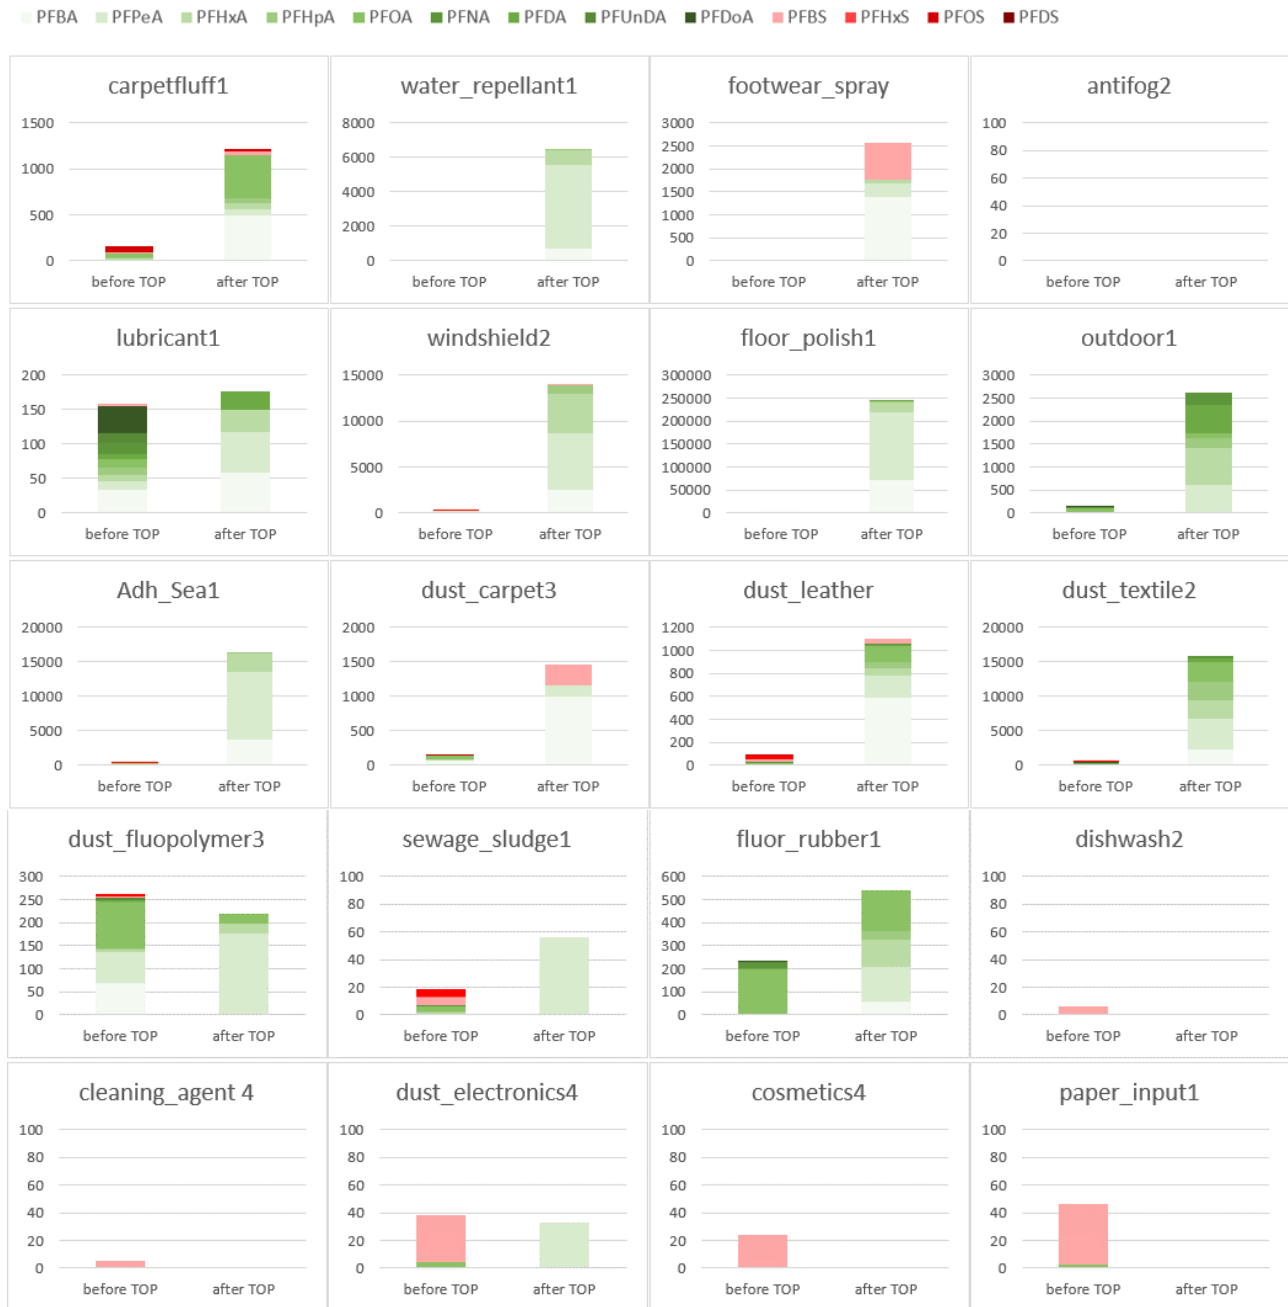 PFBA PFPeA PFHxA PFHpA PFOA PFNA PFDA PFUnDA PFDoA PFBS PFHxS PFOS PFDS
carpetfluff1
1500
1000
500
0
before TOP after TOP
water_repellant1
8000
6000
4000
2000
0
before TOP after TOP
footwear_spray
3000
2500
2000
1500
1000
500
0
before TOP after TOP
antifog2
100
80
60
40
20
0
before TOP after TOP
lubricant1
200
150
100
50
0
before TOP after TOP
windshield2
15000
10000
5000
0
before TOP after TOP
floor_polish1
300000
250000
200000
150000
100000
50000
0
before TOP after TOP
outdoor1
3000
2500
2000
1500
1000
500
0
before TOP after TOP
Adh_Sea1
20000
15000
10000
5000
0
before TOP after TOP
dust_carpet3
2000
1500
1000
500
0
before TOP after TOP
dust_leather
1200
1000
800
600
400
200
0
before TOP after TOP
dust_textile2
20000
15000
10000
5000
0
before TOP after TOP
dust_fluopolymer3
300
250
200
150
100
50
0
before TOP after TOP
sewage_sludge1
100
80
60
40
20
0
before TOP after TOP
fluor_rubber1
600
500
400
300
200
100
0
before TOP after TOP
dishwash2
100
80
60
40
20
0
before TOP after TOP
cleaning_agent 4
100
80
60
40
20
0
before TOP after TOP
dust_electronics4
100
80
60
40
20
0
before TOP after TOP
cosmetics4
100
80
60
40
20
0
before TOP after TOP
paper_input1
100
80
60
40
20
0
before TOP after TOP